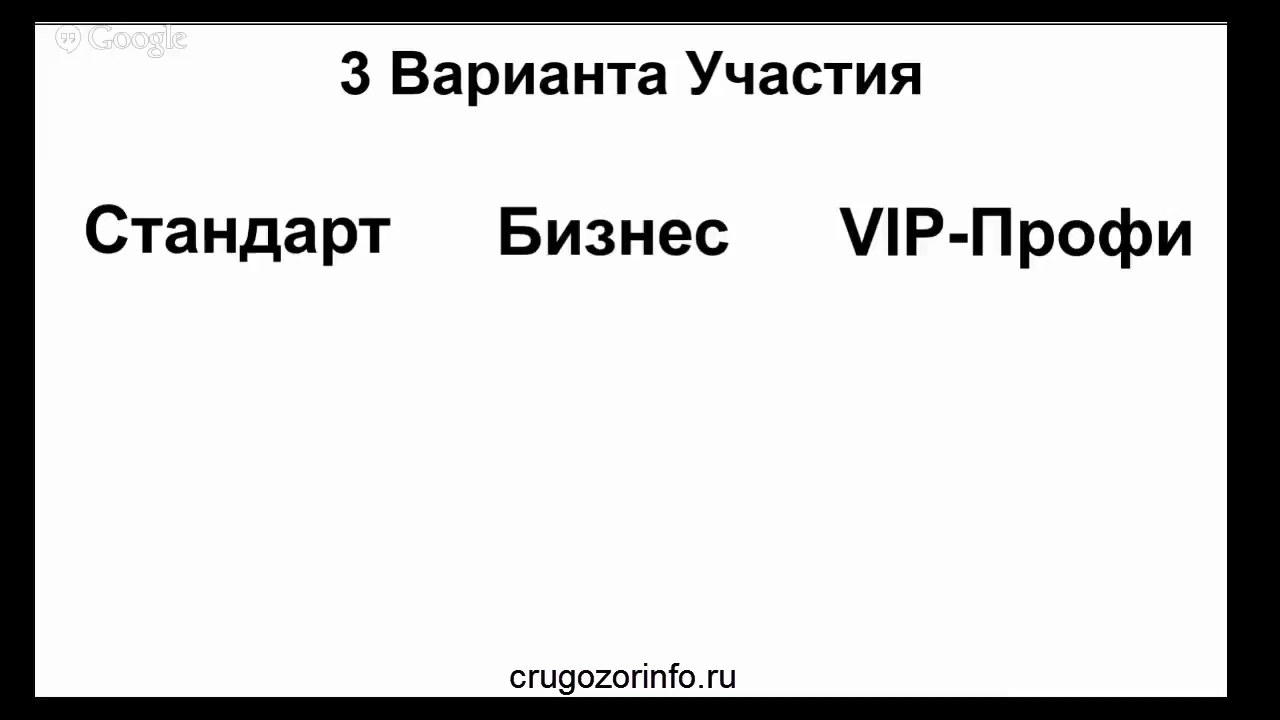 Google
3 Варианта Участия
Стандарт Бизнес VIP-Профи
crugozorinfo.ru